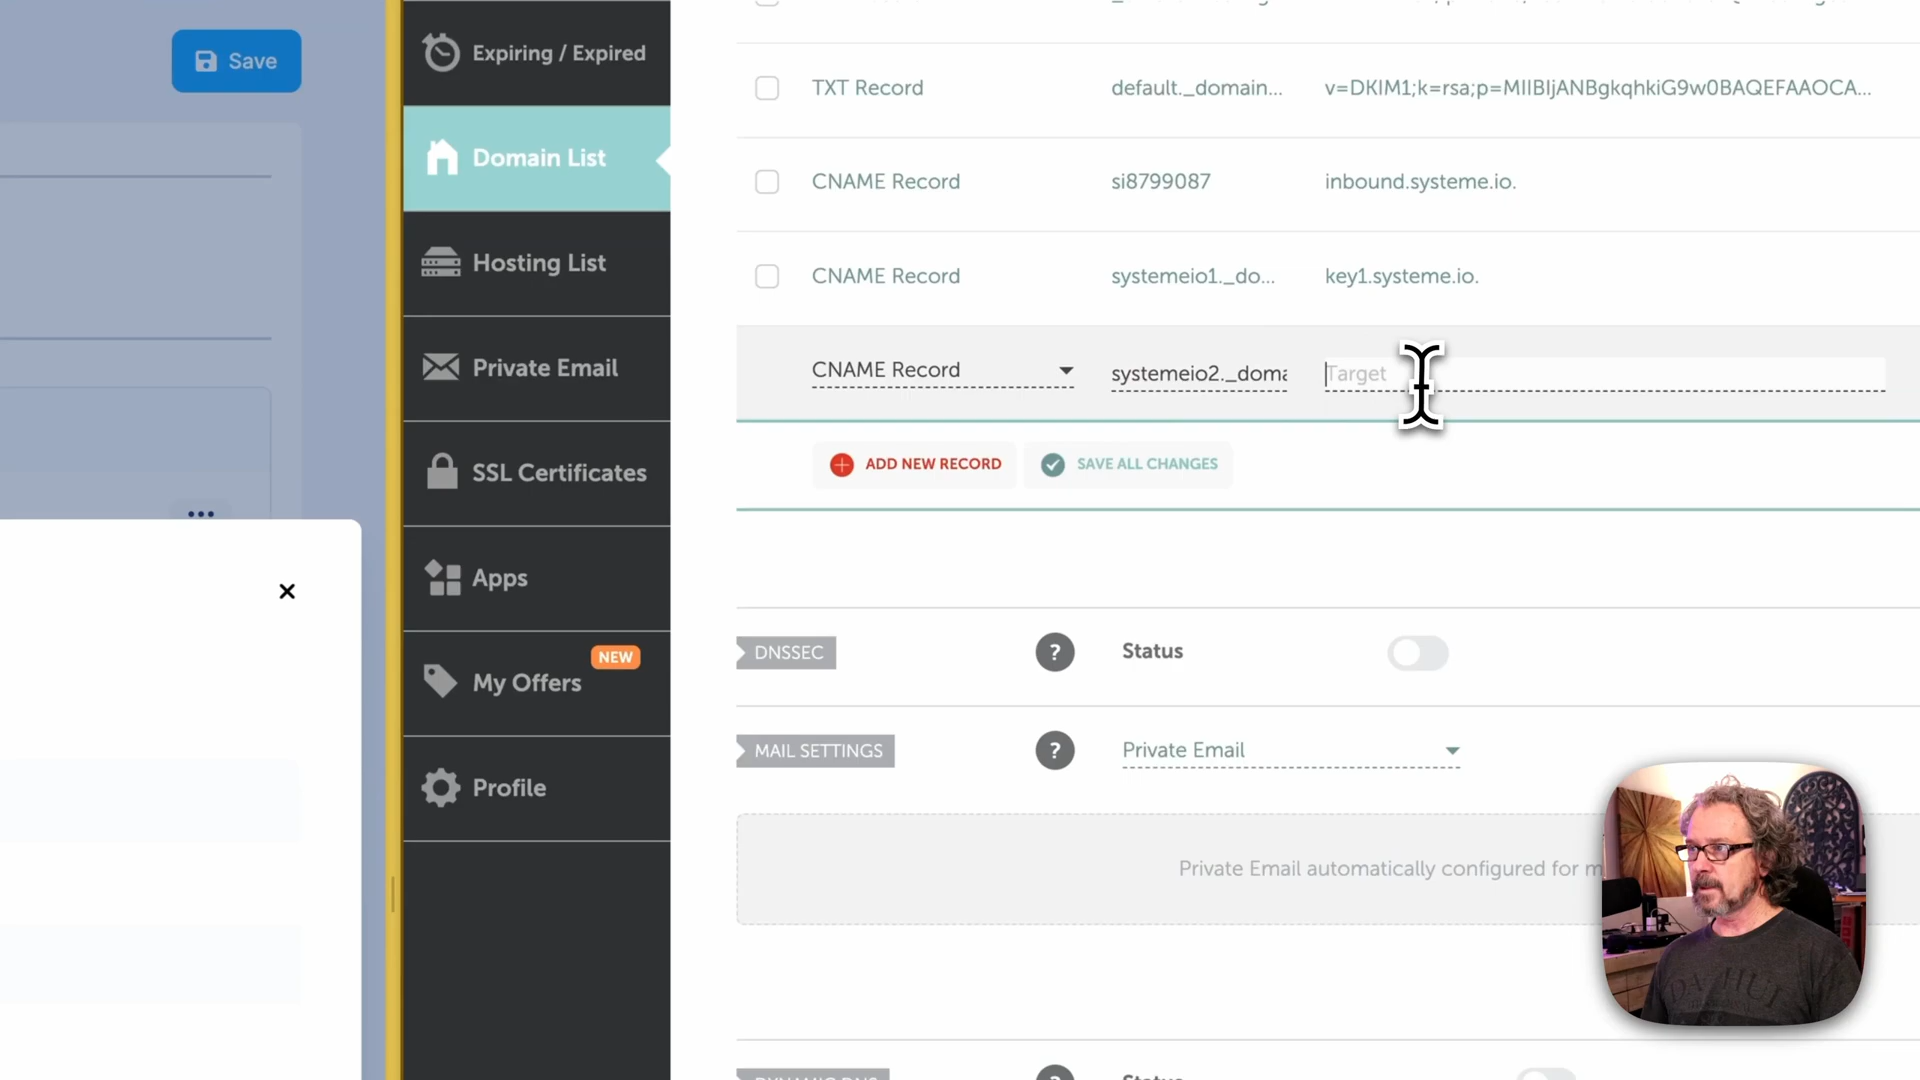 Save
Expiring / Expired
TXT Record default._domain... v=DKIM1;k=rsa;p=MIIBIjANBgkqhkiG9w0BAQEFAAOCA...
Domain List
CNAME Record si8799087 inbound.systeme.io.
Hosting List
CNAME Record systemeio1._do... key1.systeme.io.
Private Email
CNAME Record systemeio2._doma Target
ADD NEW RECORD SAVE ALL CHANGES
SSL Certificates
Apps
NEW
My Offers
DNSSEC ? Status
MAIL SETTINGS ? Private Email
Profile
Private Email automatically configured for m